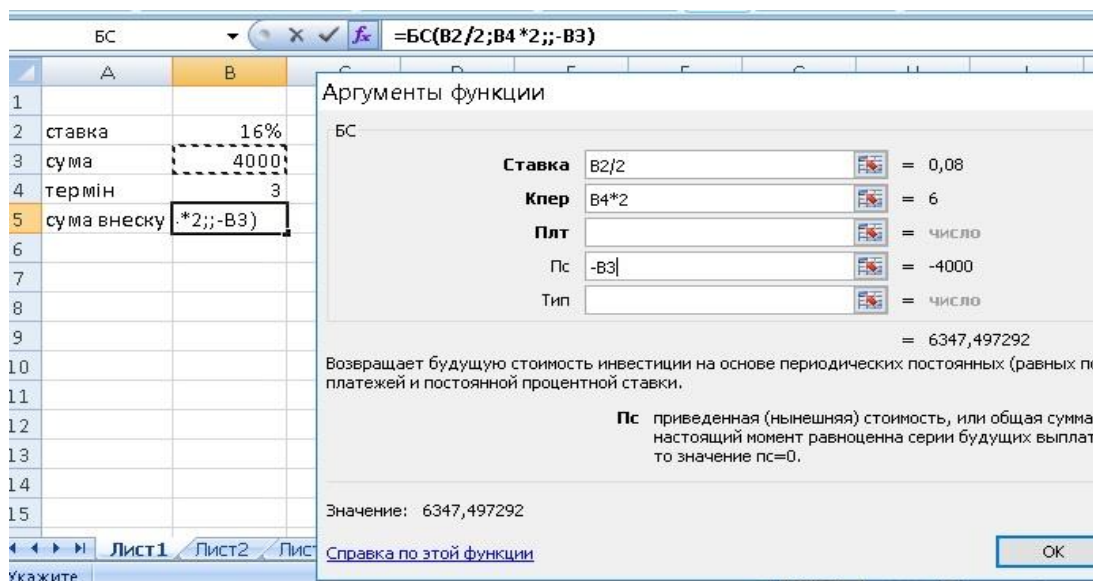 БС fx =БС(B2/2;B4*2;;-B3)
A B
1
2 ставка 16%
3 сума 4000
4 термін 3
5 сума внеску .*2;;-B3)
6
7
8
9
10
11
12
13
14
15
Аргументы функции
БС
Ставка B2/2 = 0,08
Кпер B4*2 = 6
Плт = число
Пс -B3 = -4000
Тип = число
= 6347,497292
Возвращает будущую стоимость инвестиции на основе периодических постоянных (равных
платежей и постоянной процентной ставки.
Пс приведенная (нынешняя) стоимость, или общая сумма
настоящий момент равноценна серии будущих выплат
то значение пс=0.
Значение: 6347,497292
Справка по этой функции
ОК
Лист1 Лист2 Лист
Укажите